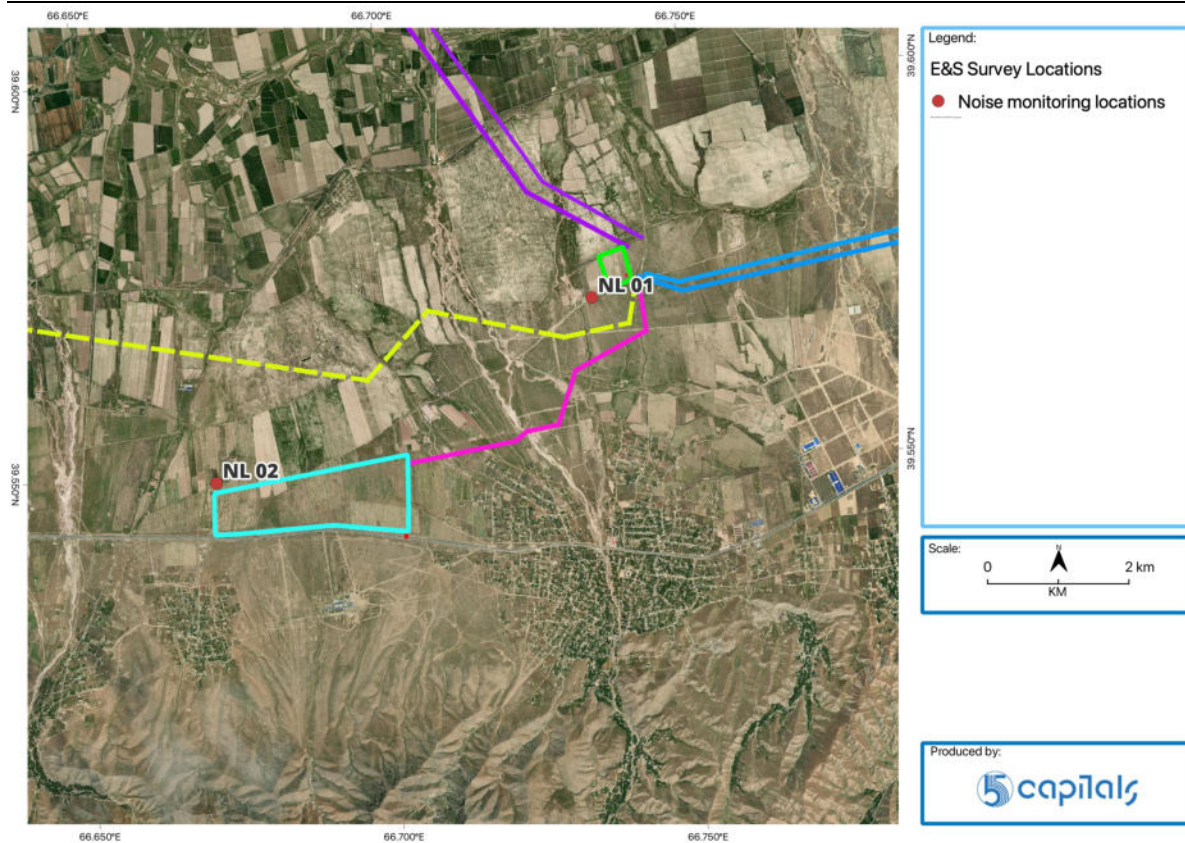 66.650°E 66.700°E 66.750°E
39.600°N
39.600°N
Legend:
E&S Survey Locations
Noise monitoring locations
NL 01
39.550°N
39.550°N
NL 02
Scale:
N
0 2 km
KM
Produced by:
5 capitals
66.650°E 66.700°E 66.750°E